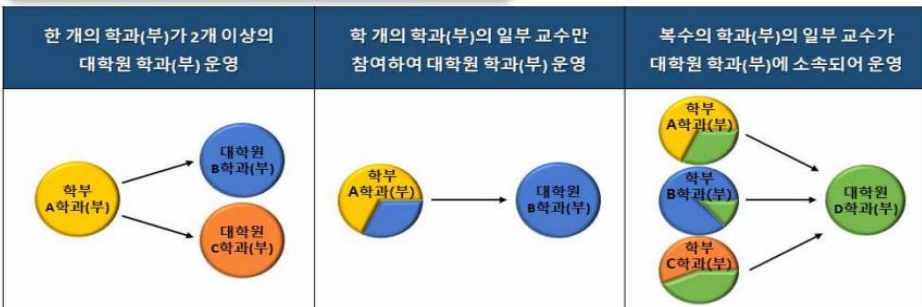 한 개의 학과(부)가 2개 이상의
대학원 학과(부) 운영
학 개의 학과(부)의 일부 교수만
참여하여 대학원 학과(부) 운영
복수의 학과(부)의 일부 교수가
대학원 학과(부)에 소속되어 운영
학부
A학과(부)
대학원
B학과(부)
대학원
C학과(부)
학부
A학과(부)
대학원
B학과(부)
학부
A학과(부)
학부
B학과(부)
학부
C학과(부)
대학원
D학과(부)